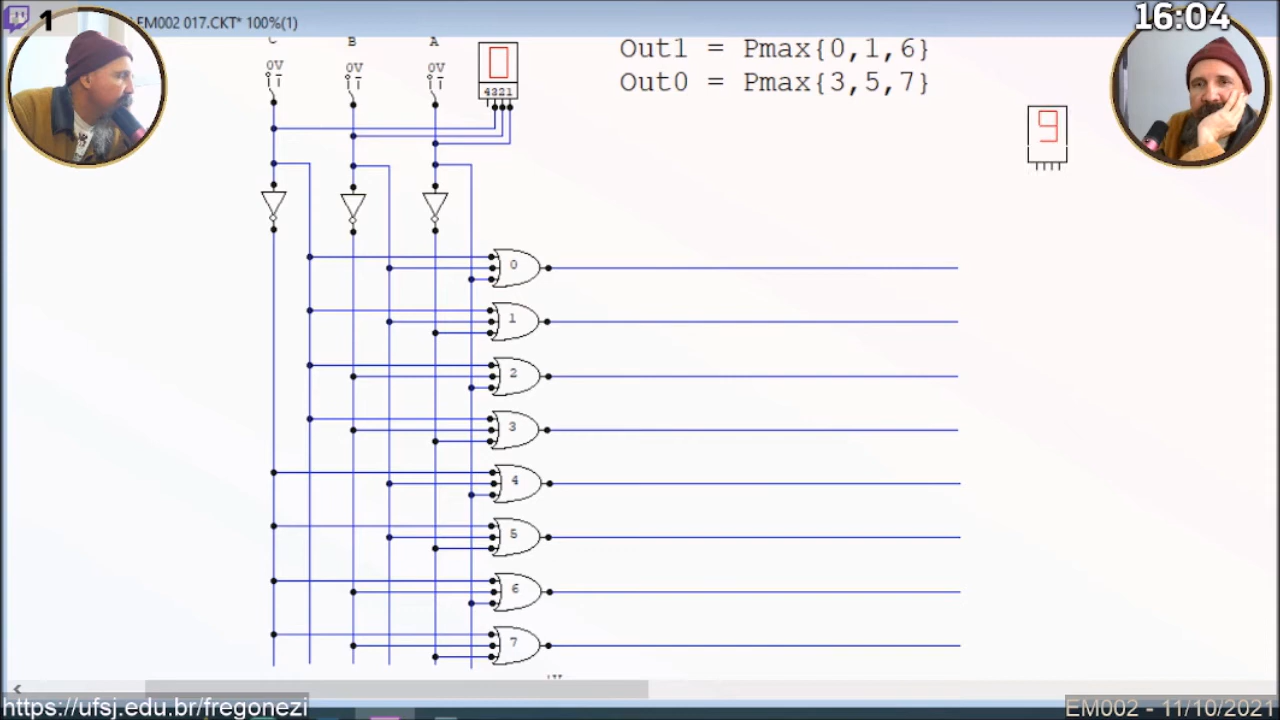 1
EM002 017.CKT* 100%(1)
16:04
C B A
0V 0V 0V
0
4321
Out1 = Pmax{0,1,6}
Out0 = Pmax{3,5,7}
9
0
1
2
3
4
5
6
7
https://ufsj.edu.br/fregonezi
EM002 - 11/10/2021